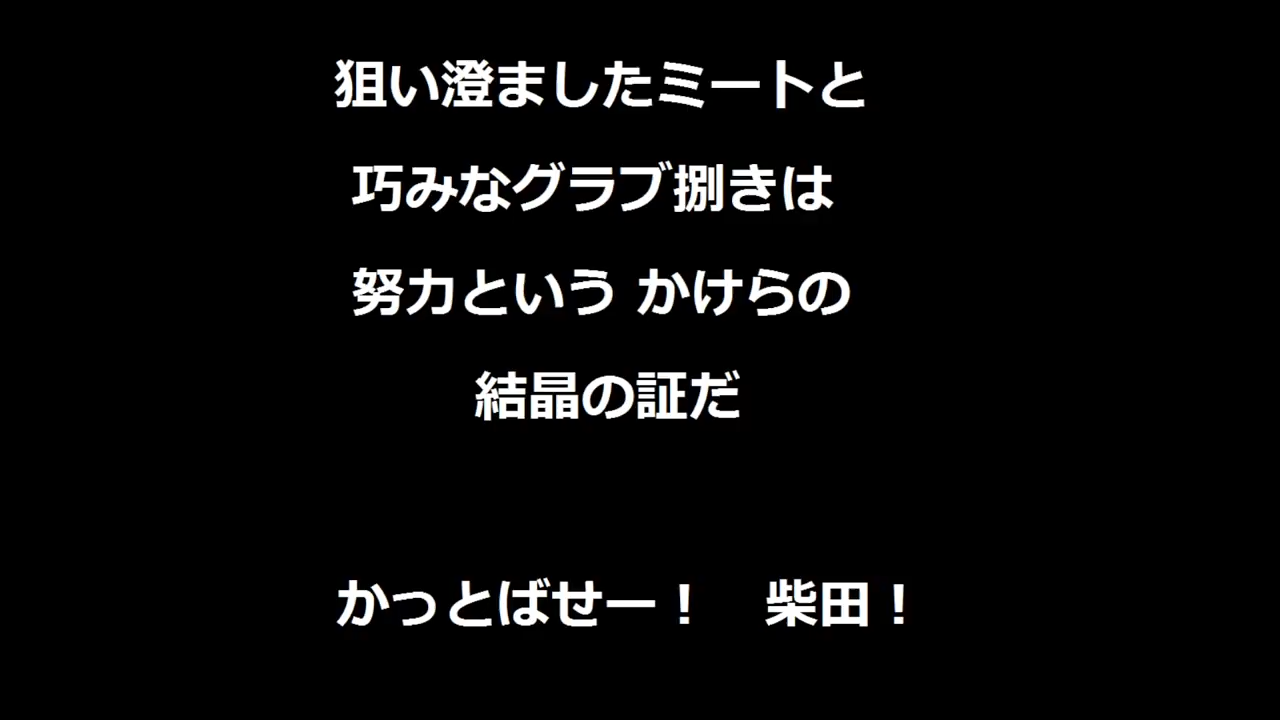 狙い澄ましたミートと
巧みなグラブ捌きは
努力という かけらの
結晶の証だ
かっとばせー！　柴田！